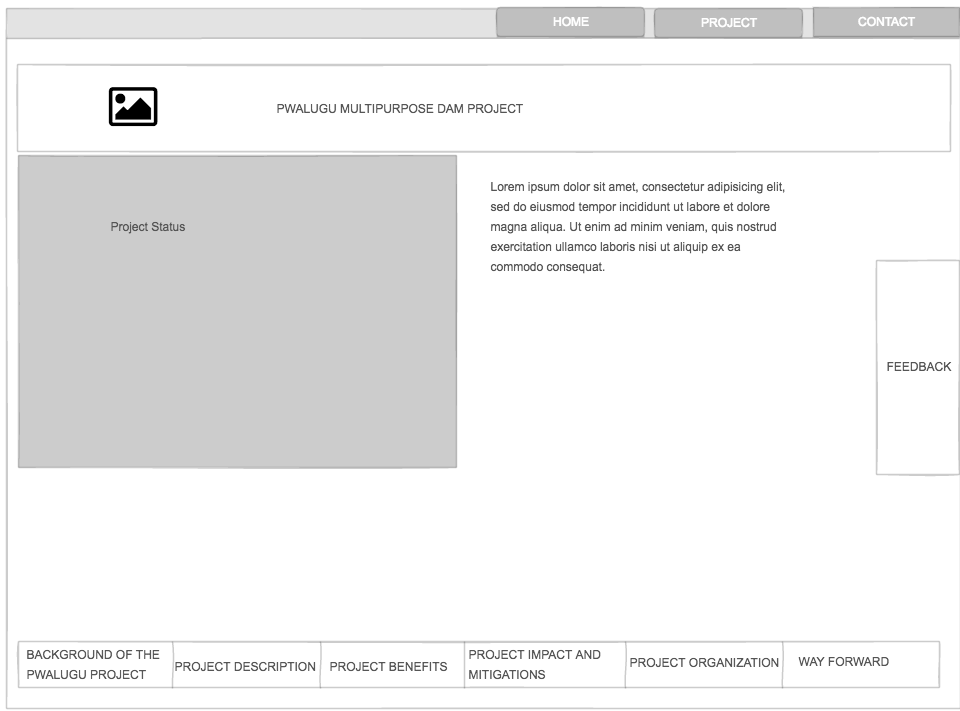 HOME
PROJECT
CONTACT
PWALUGU MULTIPURPOSE DAM PROJECT
Project Status
Lorem ipsum dolor sit amet, consectetur adipisicing elit,
sed do eiusmod tempor incididunt ut labore et dolore
magna aliqua. Ut enim ad minim veniam, quis nostrud
exercitation ullamco laboris nisi ut aliquip ex ea
commodo consequat.
FEEDBACK
BACKGROUND OF THE
PWALUGU PROJECT
PROJECT DESCRIPTION
PROJECT BENEFITS
PROJECT IMPACT AND
MITIGATIONS
PROJECT ORGANIZATION
WAY FORWARD